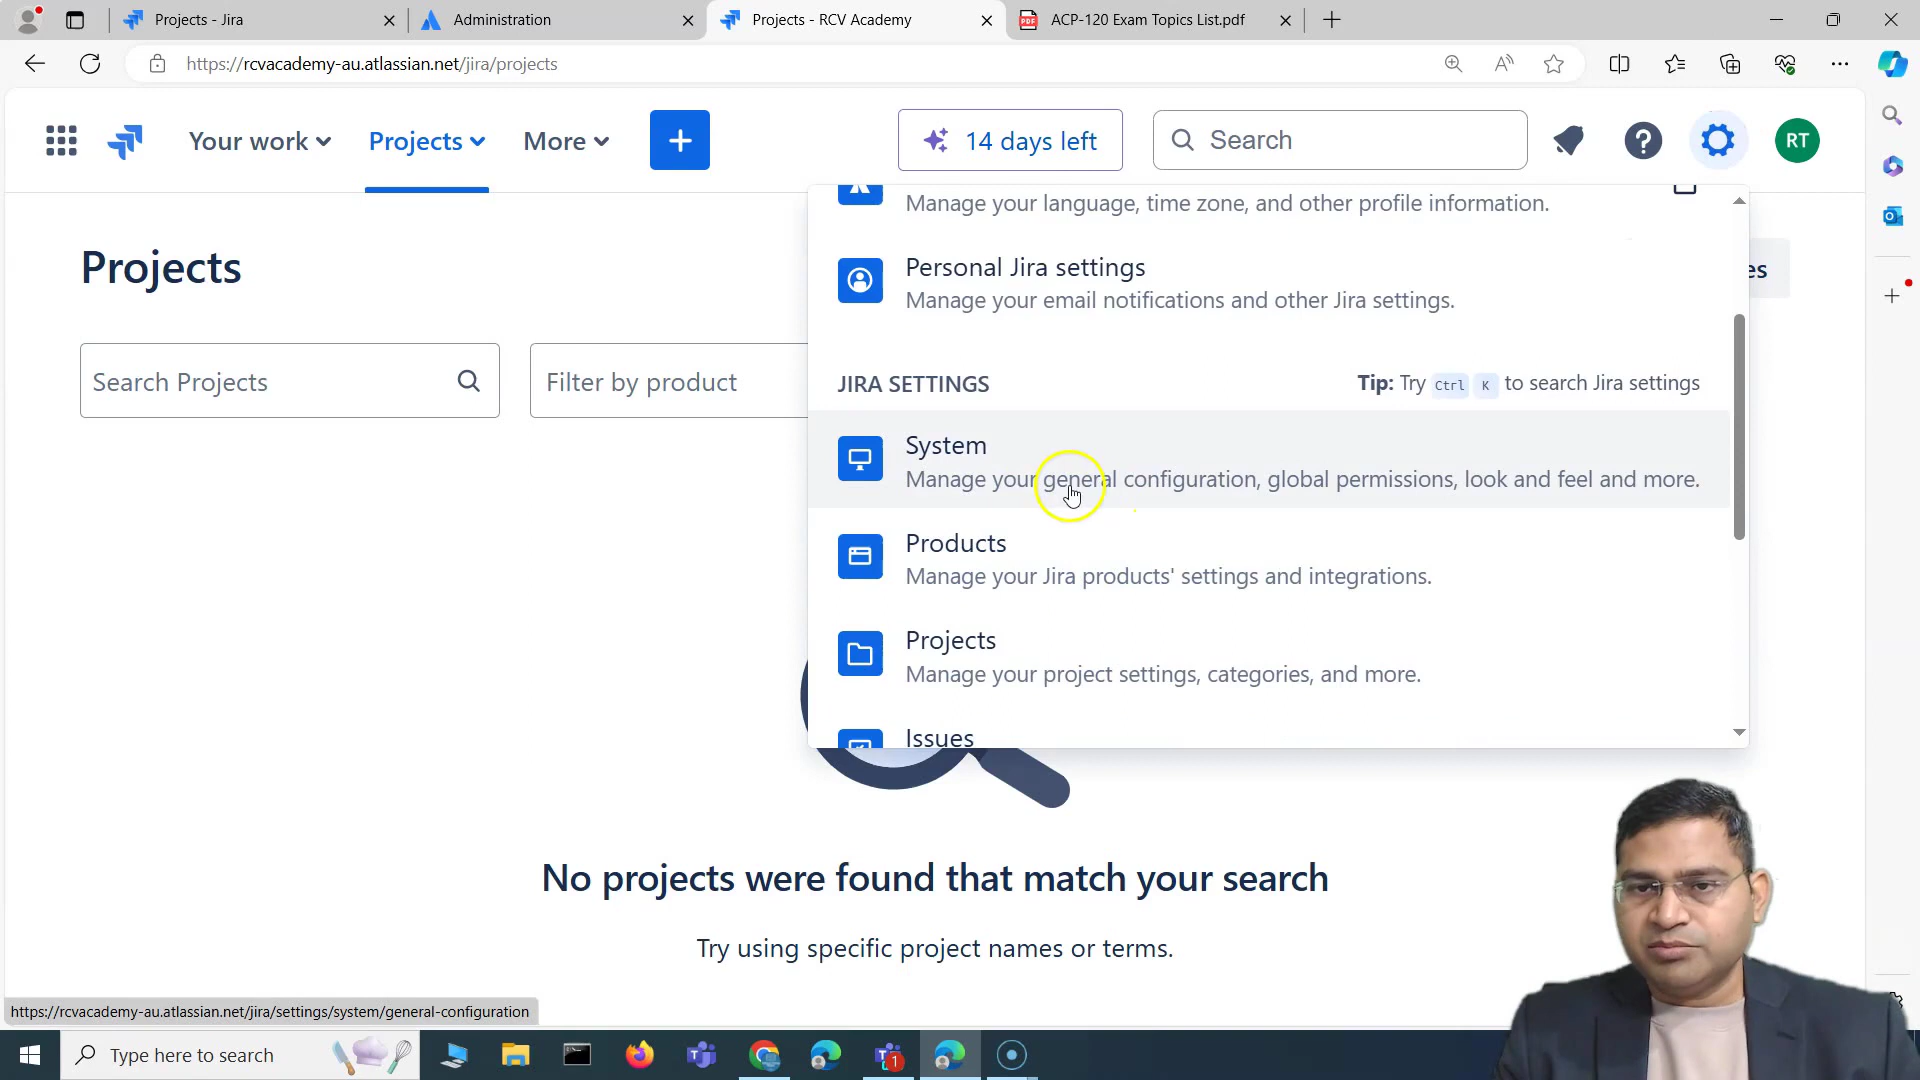 Projects - Jira
Administration
Projects - RCV Academy
ACP-120 Exam Topics List.pdf
https://rcvacademy-au.atlassian.net/jira/projects
Your work
Projects
More
14 days left
Search
RT
Manage your language, time zone, and other profile information.
Projects
Personal Jira settings
Manage your email notifications and other Jira settings.
es
Search Projects
Filter by product
JIRA SETTINGS
Tip: Try Ctrl K to search Jira settings
System
Manage your general configuration, global permissions, look and feel and more.
Products
Manage your Jira products' settings and integrations.
Projects
Manage your project settings, categories, and more.
Issues
No projects were found that match your search
Try using specific project names or terms.
https://rcvacademy-au.atlassian.net/jira/settings/system/general-configuration
Type here to search
1